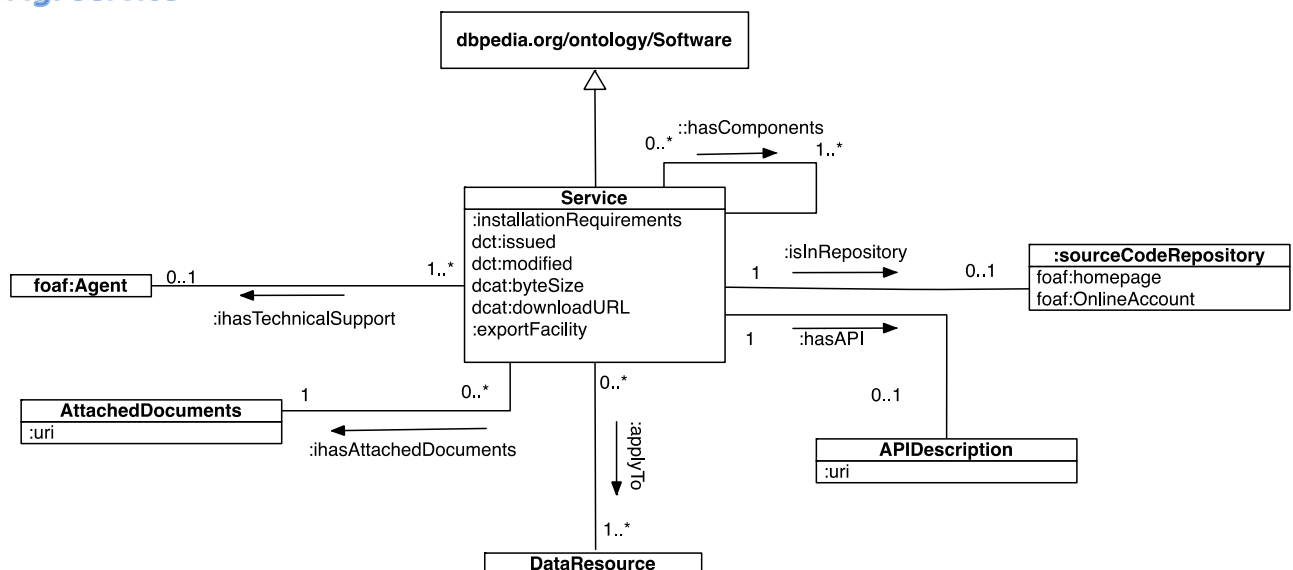 dbpedia.org/ontology/Software
::hasComponents
0..*
1..*
Service
:installationRequirements
dct:issued
dct:modified
dcat:byteSize
dcat:downloadURL
:exportFacility
:isInRepository
1
0..1
:sourceCodeRepository
foaf:homepage
foaf:OnlineAccount
foaf:Agent
0..1
1..*
:ihasTechnicalSupport
1
:hasAPI
0..1
APIDescription
:uri
AttachedDocuments
:uri
1
0..*
:ihasAttachedDocuments
0..*
:applyTo
1..*
DataResource